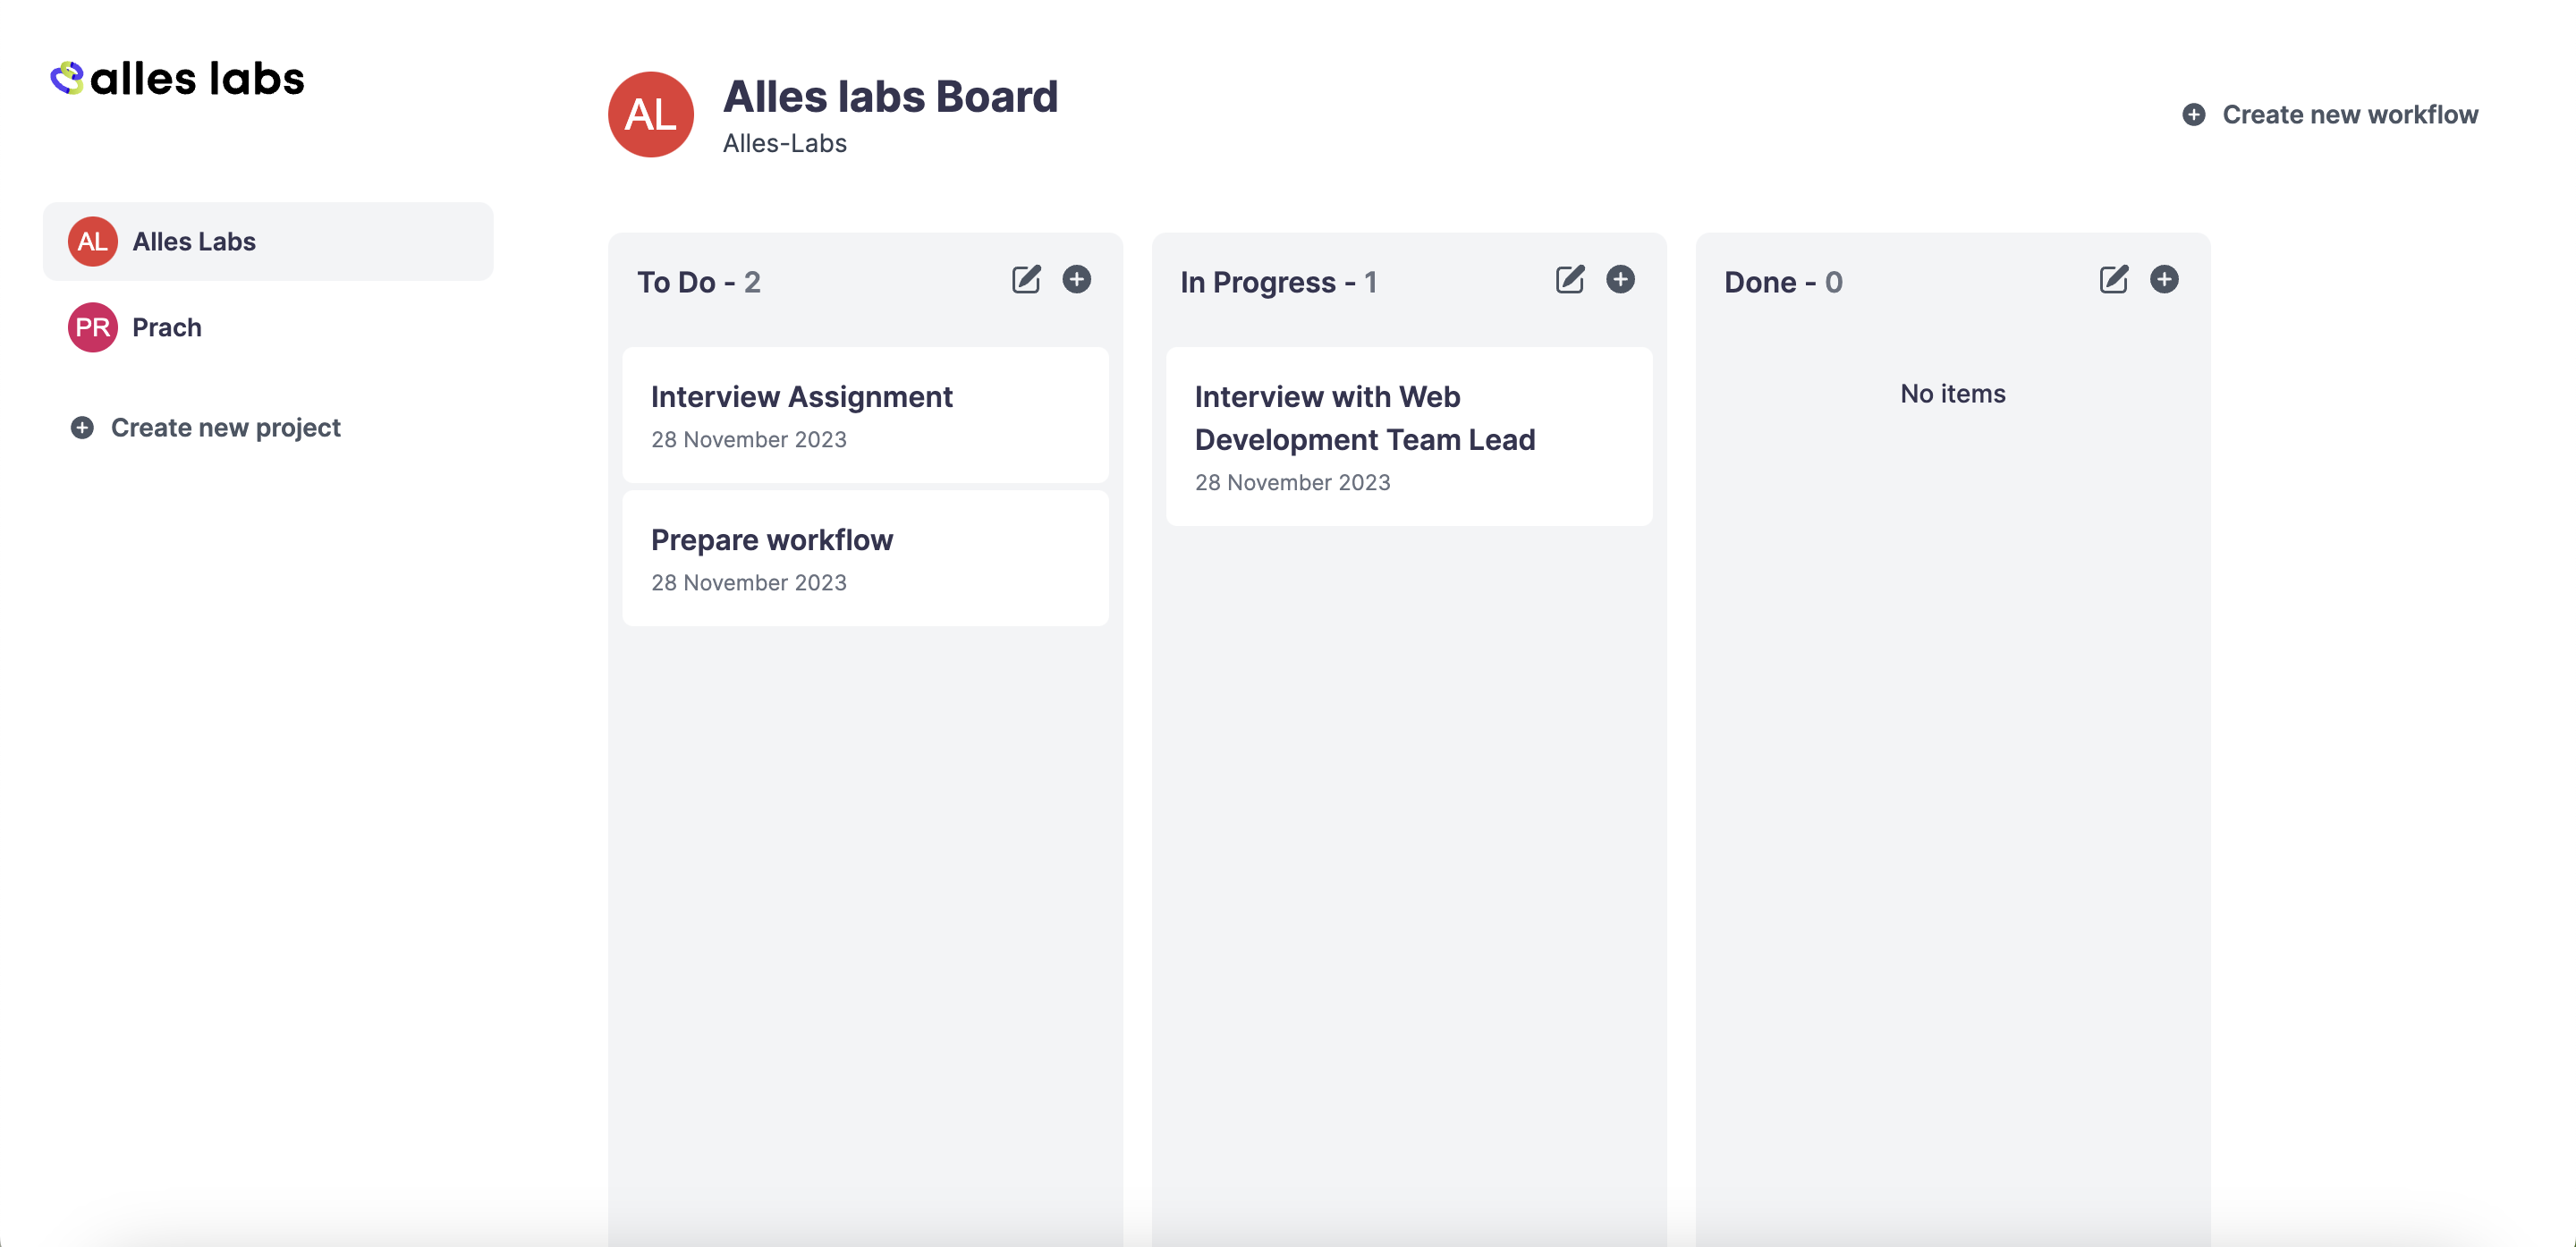 alles labs
AL Alles Labs
PR Prach
Create new project
AL
Alles labs Board
Alles-Labs
Create new workflow
To Do - 2
Interview Assignment
28 November 2023
Prepare workflow
28 November 2023
In Progress - 1
Interview with Web
Development Team Lead
28 November 2023
Done - 0
No items